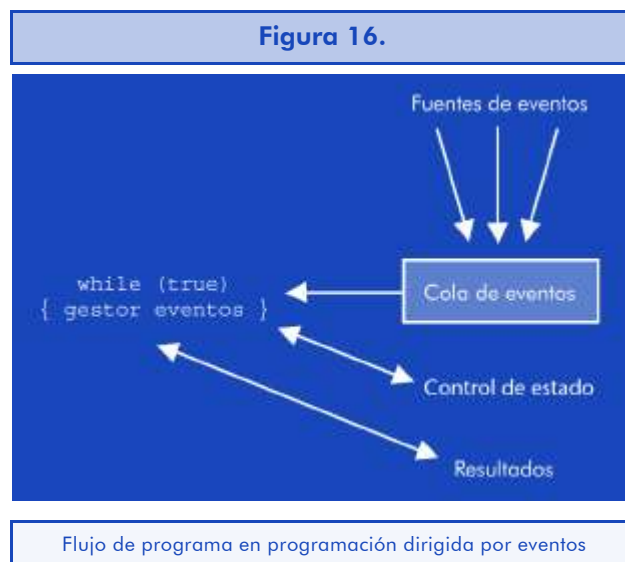 Figura 16.
Fuentes de eventos
while (true)
{ gestor eventos }
Cola de eventos
Control de estado
Resultados
Flujo de programa en programación dirigida por eventos